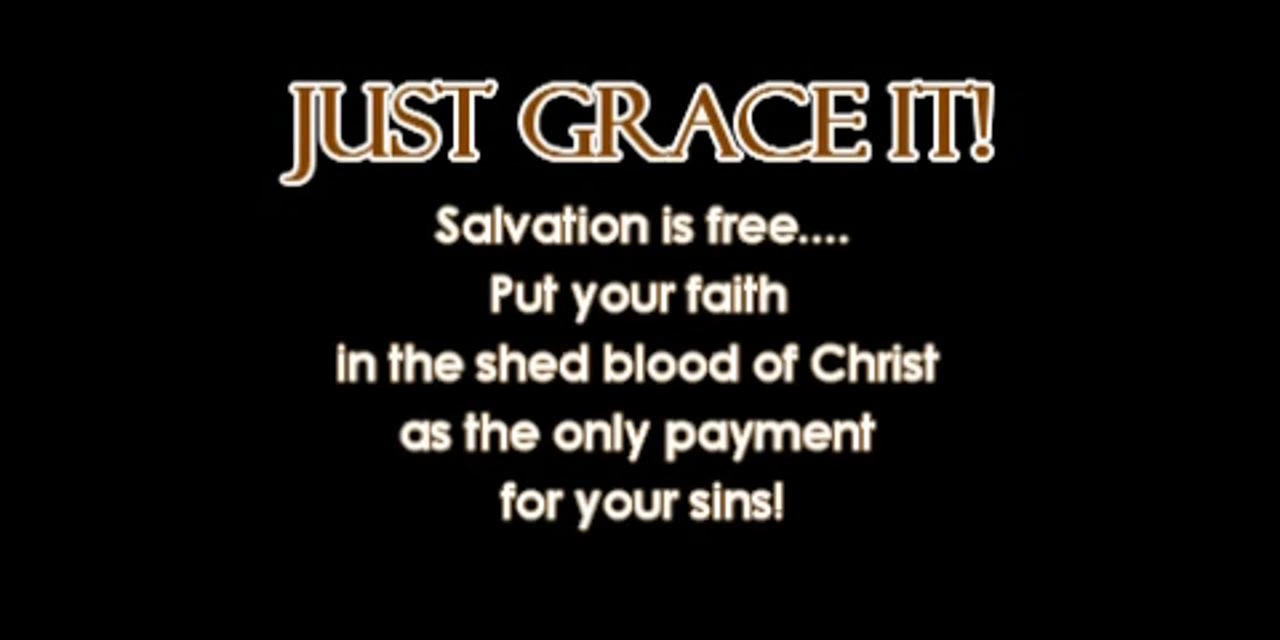 JUST GRACE IT!
Salvation is free....
Put your faith
in the shed blood of Christ
as the only payment
for your sins!